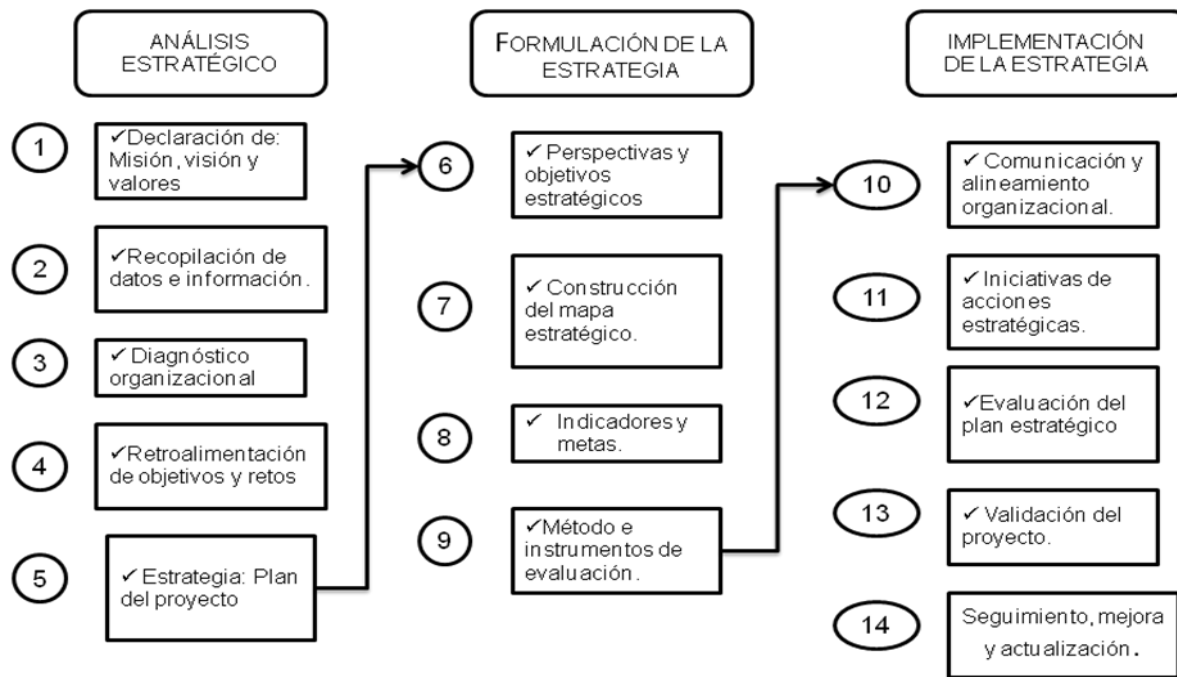 ANÁLISIS
ESTRATÉGICO
1
✓Declaración de:
Misión, visión y
valores
2
✓Recopilación de
datos e información.
3
✓ Diagnóstico
organizacional
4
✓Retroalimentación
de objetivos y retos
5
✓ Estrategia: Plan
del proyecto
FORMULACIÓN DE LA
ESTRATEGIA
6
✓ Perspectivas y
objetivos
estratégicos
7
✓ Construcción
del mapa
estratégico.
8
✓ Indicadores y
metas.
9
✓Método e
instrumentos de
evaluación.
IMPLEMENTACIÓN
DE LA ESTRATEGIA
10
✓ Comunicación y
alineamiento
organizacional.
11
✓ Iniciativas de
acciones
estratégicas.
12
✓Evaluación del
plan estratégico
13
✓ Validación del
proyecto.
14
Seguimiento, mejora
y actualización.